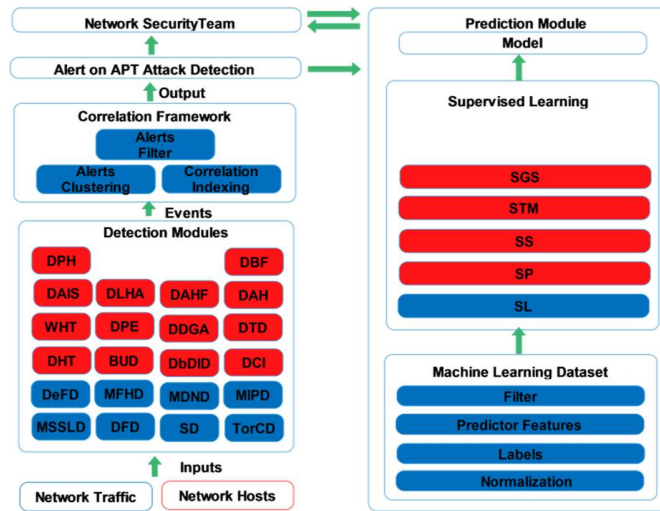 Network SecurityTeam
Alert on APT Attack Detection
Output
Correlation Framework
Alerts
Filter
Alerts
Clustering
Correlation
Indexing
Events
Detection Modules
DPH
DBF
DAIS
DLHA
DAHF
DAH
WHT
DPE
DDGA
DTD
DHT
BUD
DbDID
DCI
DeFD
MFHD
MDND
MIPD
MSSLD
DFD
SD
TorCD
Inputs
Network Traffic
Network Hosts
Prediction Module
Model
Supervised Learning
SGS
STM
SS
SP
SL
Machine Learning Dataset
Filter
Predictor Features
Labels
Normalization